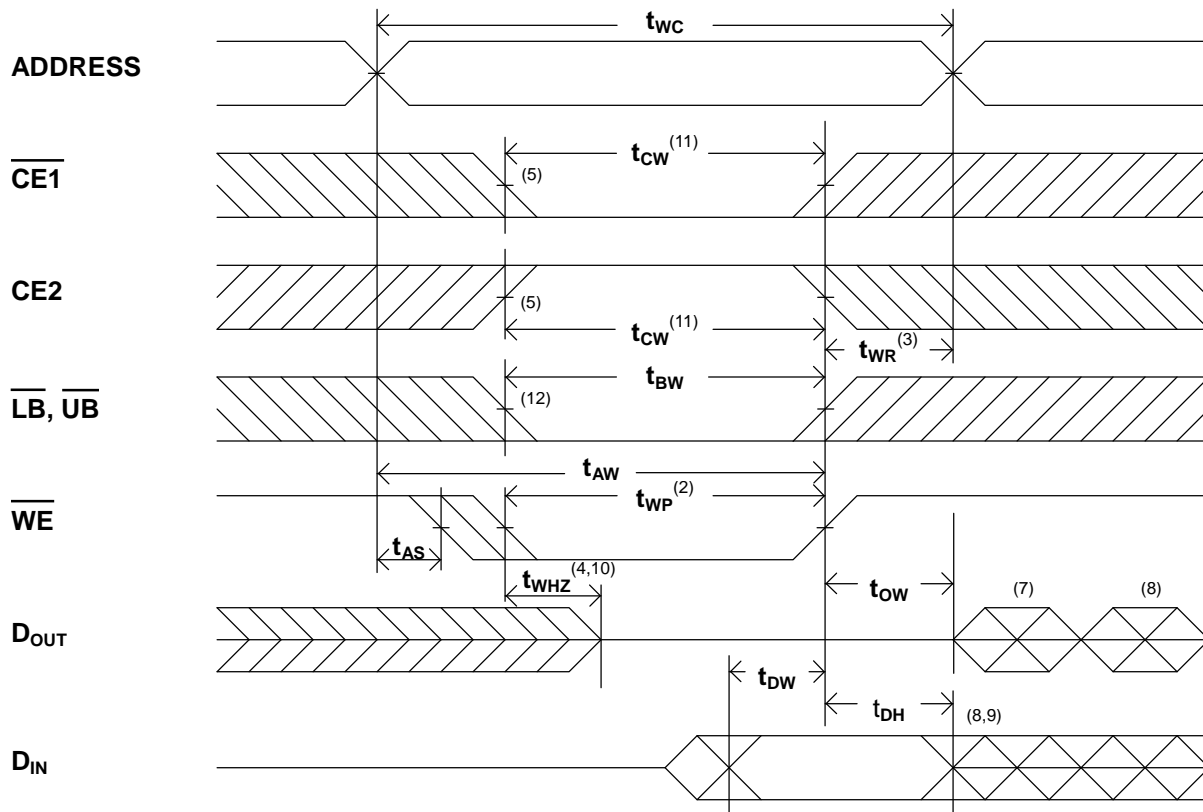 tWC
ADDRESS
tCW(11)
CE1
(5)
CE2
(5)
tCW(11)
tWR(3)
tBW
LB, UB
(12)
tAW
tWP(2)
WE
tAS
tWHZ(4,10)
tOW
(7)
(8)
DOUT
tDW
tDH
(8,9)
DIN